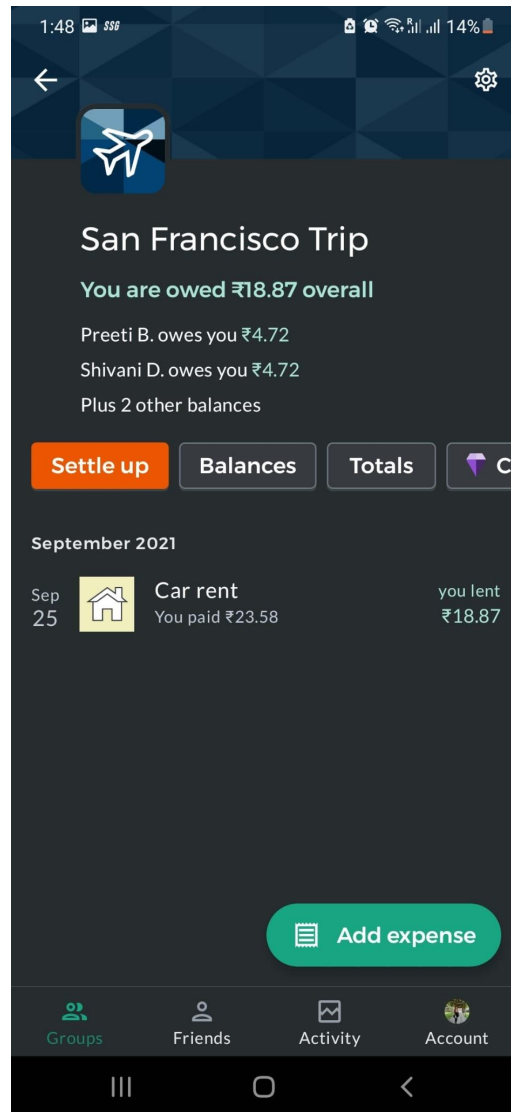 1:48 SSG 14%
San Francisco Trip
You are owed ₹18.87 overall
Preeti B. owes you ₹4.72
Shivani D. owes you ₹4.72
Plus 2 other balances
Settle up Balances Totals C
September 2021
Sep 25 Car rent you lent
You paid ₹23.58 ₹18.87
Add expense
Groups Friends Activity Account